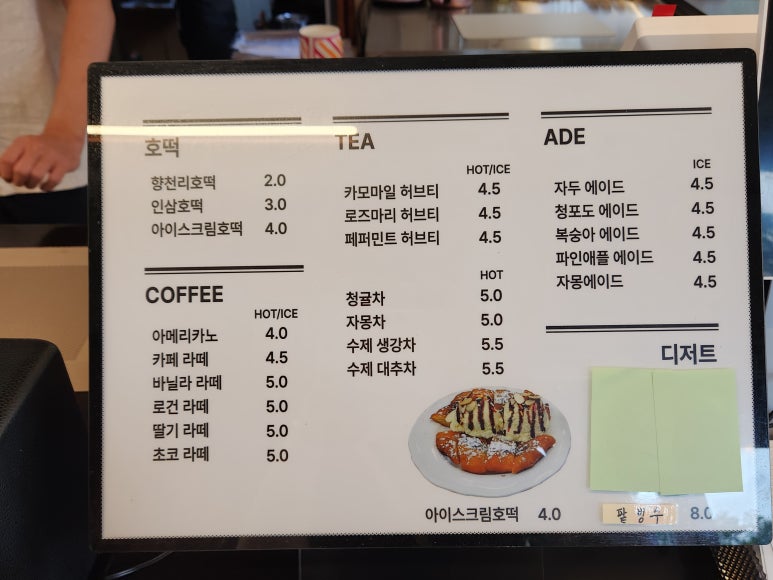 호떡
향천리호떡 2.0
인삼호떡 3.0
아이스크림호떡 4.0
COFFEE
HOT/ICE
아메리카노 4.0
카페 라떼 4.5
바닐라 라떼 5.0
로건 라떼 5.0
딸기 라떼 5.0
초코 라떼 5.0
TEA
HOT/ICE
카모마일 허브티 4.5
로즈마리 허브티 4.5
페퍼민트 허브티 4.5
HOT
청귤차 5.0
자몽차 5.0
수제 생강차 5.5
수제 대추차 5.5
아이스크림호떡 4.0
ADE
ICE
자두 에이드 4.5
청포도 에이드 4.5
복숭아 에이드 4.5
파인애플 에이드 4.5
자몽에이드 4.5
디저트
팥빙수 8.0